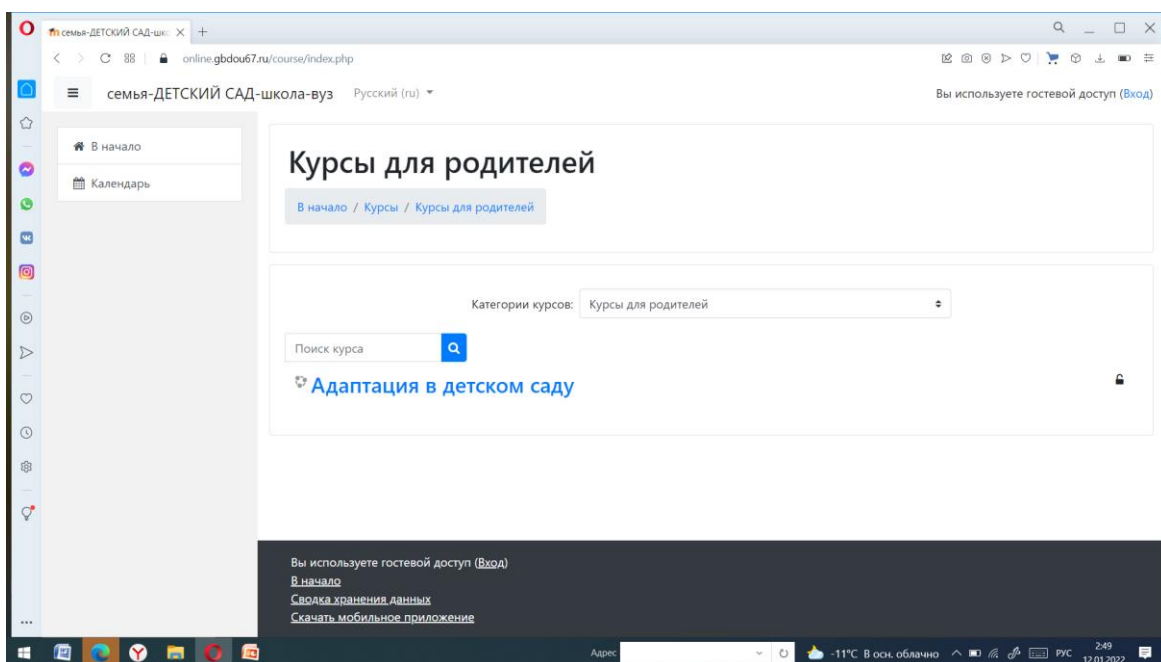 семья-ДЕТСКИЙ САД-шко
online.gbdou67.ru/course/index.php
семья-ДЕТСКИЙ САД-школа-вуз Русский (ru)
Вы используете гостевой доступ (Вход)
В начало
Календарь
Курсы для родителей
В начало / Курсы / Курсы для родителей
Категории курсов: Курсы для родителей
Поиск курса
Адаптация в детском саду
Вы используете гостевой доступ (Вход)
В начало
Сводка хранения данных
Скачать мобильное приложение
Адрес -11°C В осн. облачно РУС 2:49
12.01.2022